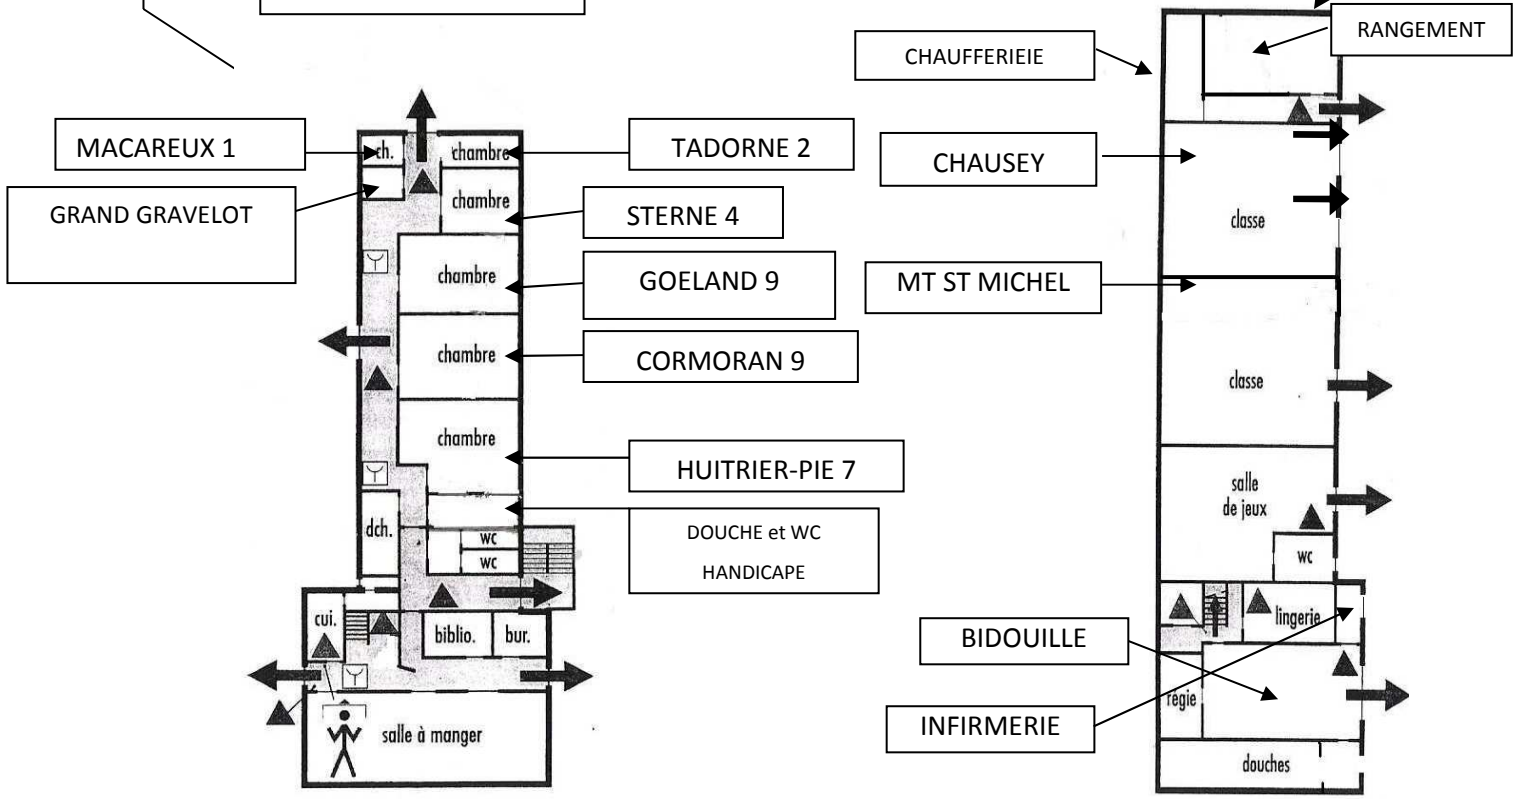 RANGEMENT
CHAUFFERIEIE
MACAREUX 1
ch.
chambre
TADORNE 2
CHAUSEY
GRAND GRAVELOT
chambre
STERNE 4
classe
chambre
GOELAND 9
MT ST MICHEL
chambre
CORMORAN 9
classe
chambre
HUITRIER-PIE 7
salle
de jeux
dch.
wc
wc
DOUCHE et WC
HANDICAPE
wc
cui.
biblio.
bur.
lingerie
BIDOUILLE
régie
INFIRMERIE
salle à manger
douches